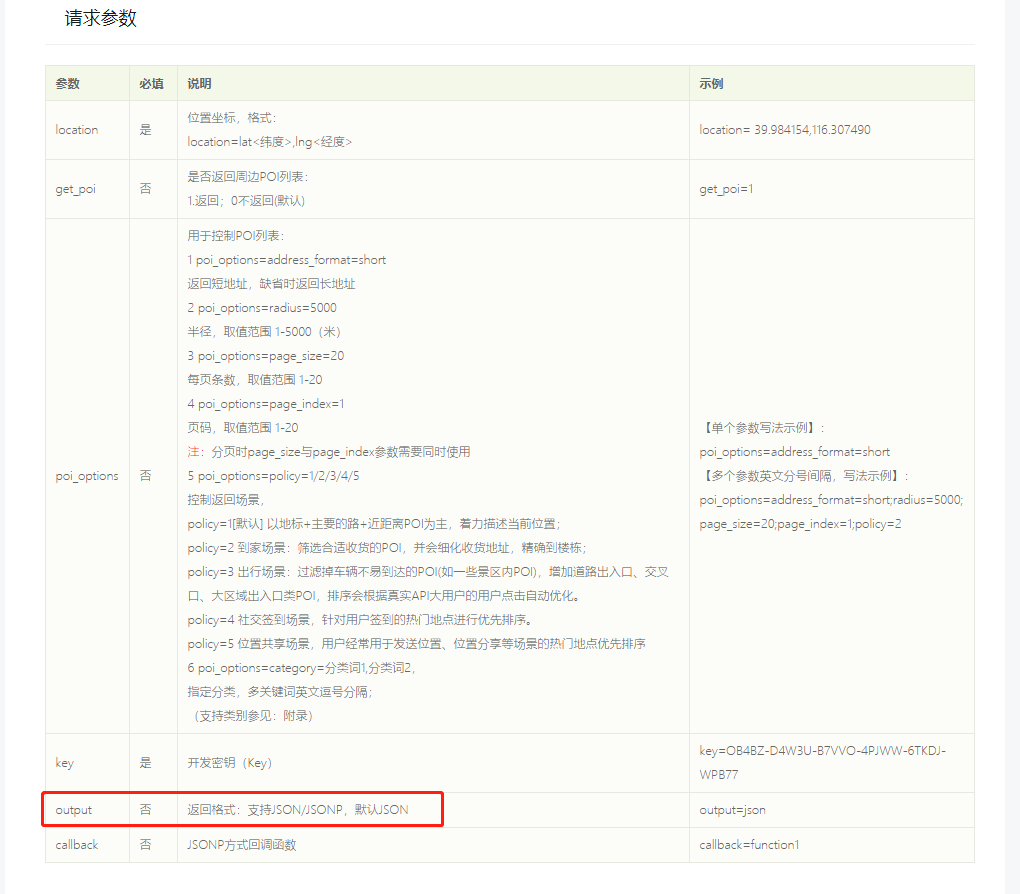 请求参数
参数 必填 说明 示例
location 是 位置坐标，格式：
location=lat<纬度>,lng<经度> location= 39.984154,116.307490
get_poi 否 是否返回周边POI列表：
1.返回；0不返回(默认) get_poi=1
poi_options 否 用于控制POI列表：
1 poi_options=address_format=short
返回短地址，缺省时返回长地址
2 poi_options=radius=5000
半径，取值范围 1-5000（米）
3 poi_options=page_size=20
每页条数，取值范围 1-20
4 poi_options=page_index=1
页码，取值范围 1-20
注：分页时page_size与page_index参数需要同时使用
5 poi_options=policy=1/2/3/4/5
控制返回场景，
policy=1[默认] 以地标+主要的路+近距离POI为主，着力描述当前位置；
policy=2 到家场景：筛选合适收货的POI，并会细化收货地址，精确到楼栋；
policy=3 出行场景：过滤掉车辆不易到达的POI(如一些景区内POI)，增加道路出入口、交叉
口、大区域出入口类POI，排序会根据真实API大用户的用户点击自动优化。
policy=4 社交签到场景，针对用户签到的热门地点进行优先排序。
policy=5 位置共享场景，用户经常用于发送位置、位置分享等场景的热门地点优先排序
6 poi_options=category=分类词1,分类词2，
指定分类，多关键词英文逗号分隔；
（支持类别参见：附录）
【单个参数写法示例】：
poi_options=address_format=short
【多个参数英文分号间隔，写法示例】：
poi_options=address_format=short;radius=5000;
page_size=20;page_index=1;policy=2
key 是 开发密钥（Key） key=OB4BZ-D4W3U-B7VVO-4PJWW-6TKDJ-
WPB77
output 否 返回格式：支持JSON/JSONP，默认JSON output=json
callback 否 JSONP方式回调函数 callback=function1